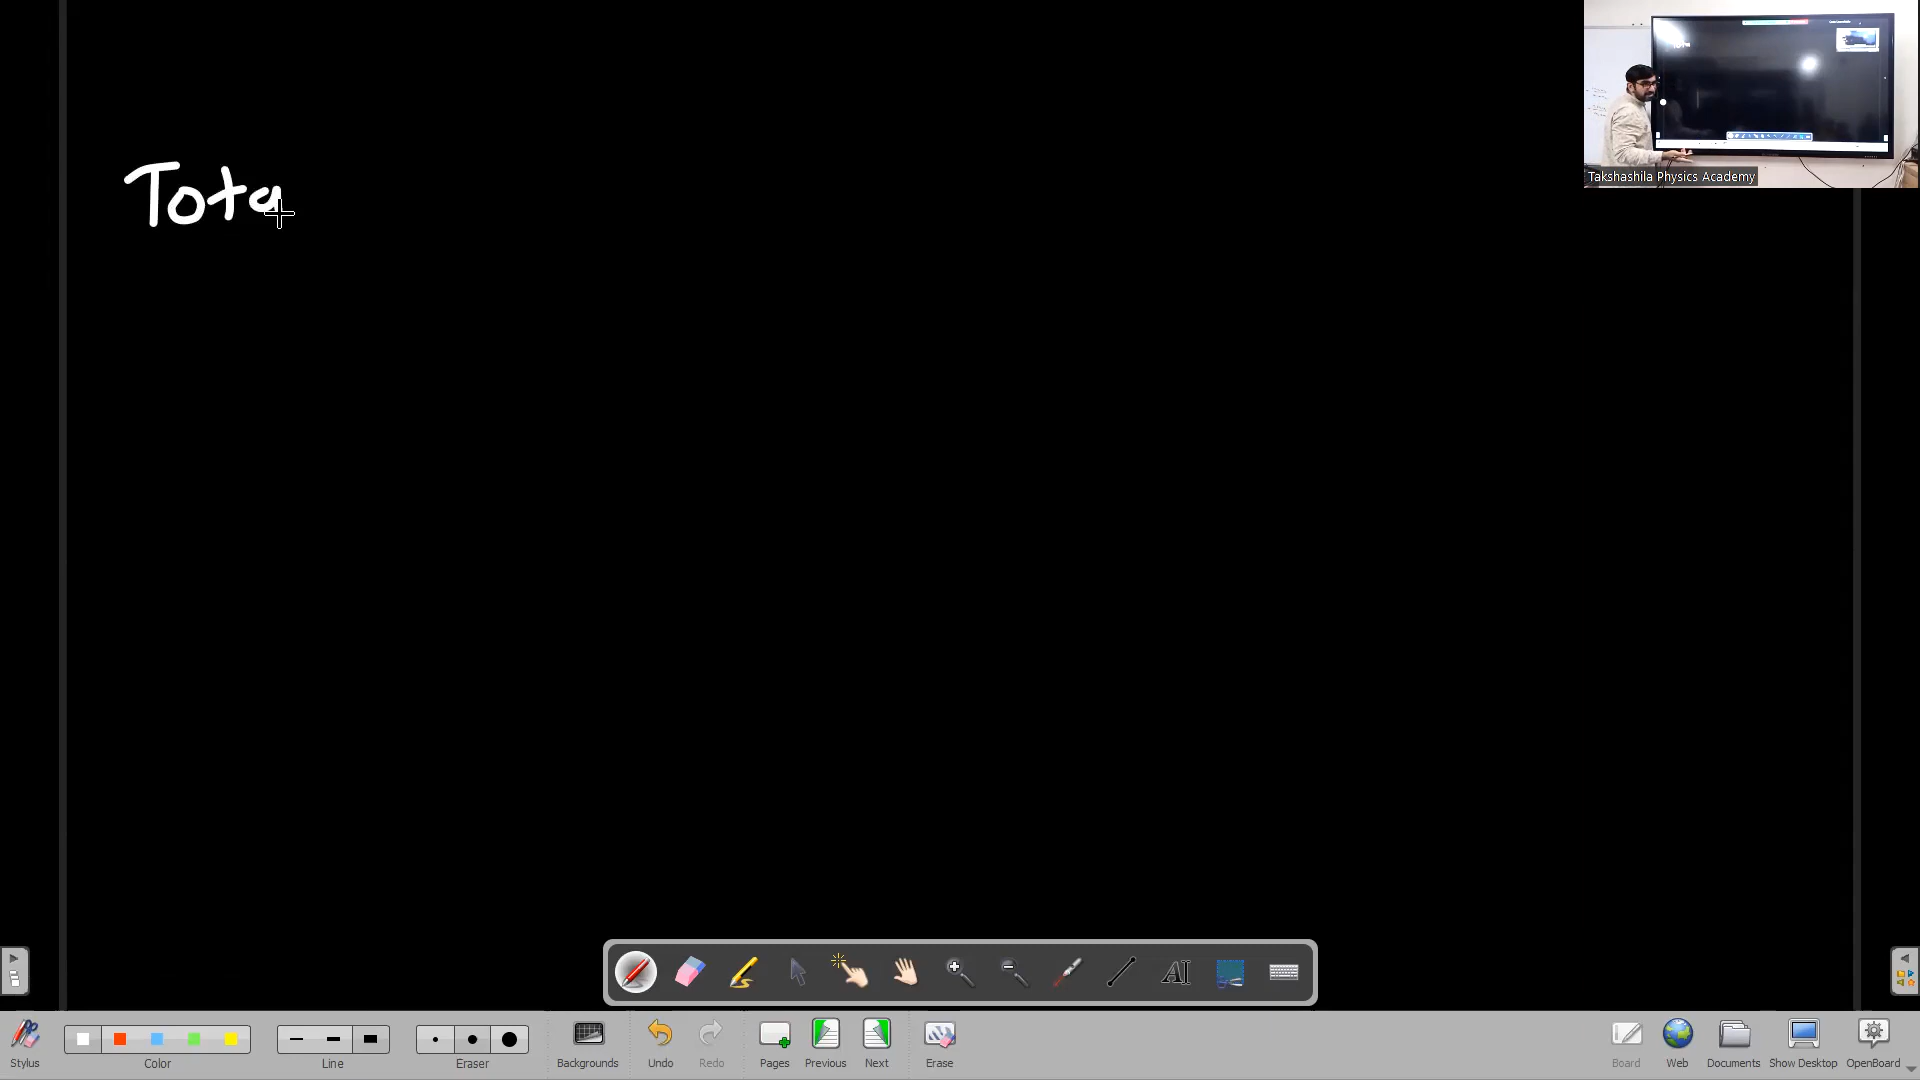 Tota
Takshashila Physics Academy
Stylus
Color
Line
Eraser
Backgrounds
Undo
Redo
Pages
Previous
Next
Erase
Board
Web
Documents
Show Desktop
OpenBoard